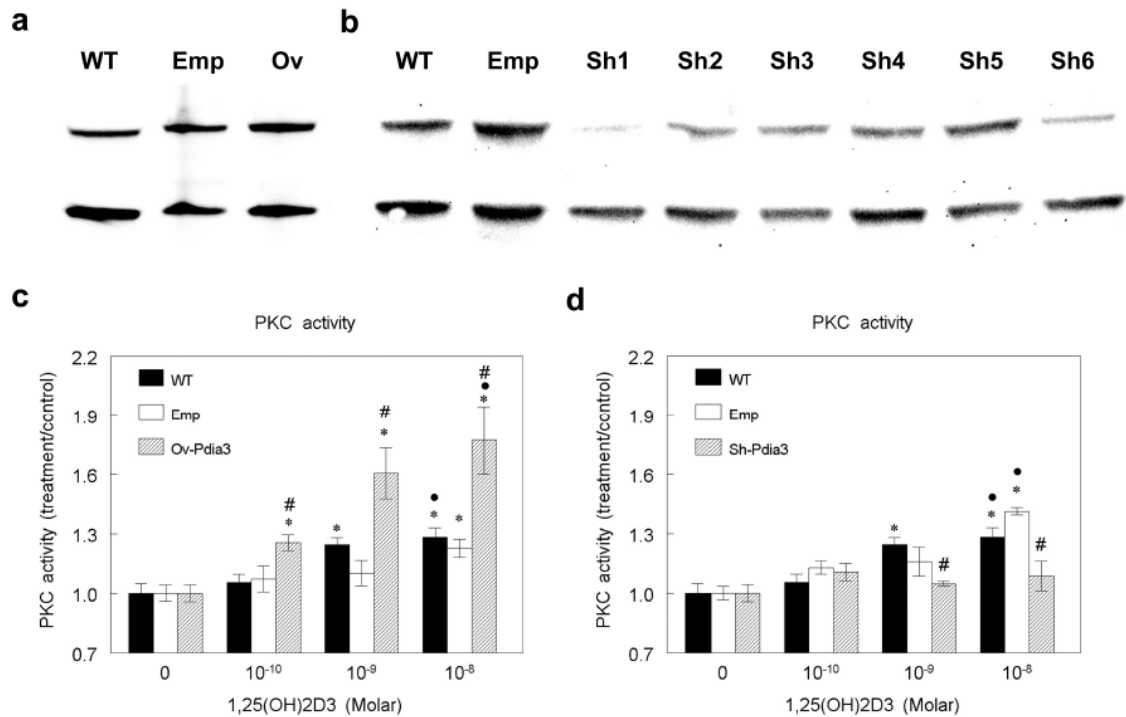 a
WT Emp Ov
b
WT Emp Sh1 Sh2 Sh3 Sh4 Sh5 Sh6
c
PKC activity
PKC activity (treatment/control)
2.2
1.9
1.6
1.3
1.0
0.7
WT
Emp
Ov-Pdia3
#
*
*
#
*
•
*
*
#
•
*
0 10⁻¹⁰ 10⁻⁹ 10⁻⁸
1,25(OH)2D3 (Molar)
d
PKC activity
PKC activity (treatment/control)
2.2
1.9
1.6
1.3
1.0
0.7
WT
Emp
Sh-Pdia3
*
#
•
*
•
*
#
0 10⁻¹⁰ 10⁻⁹ 10⁻⁸
1,25(OH)2D3 (Molar)